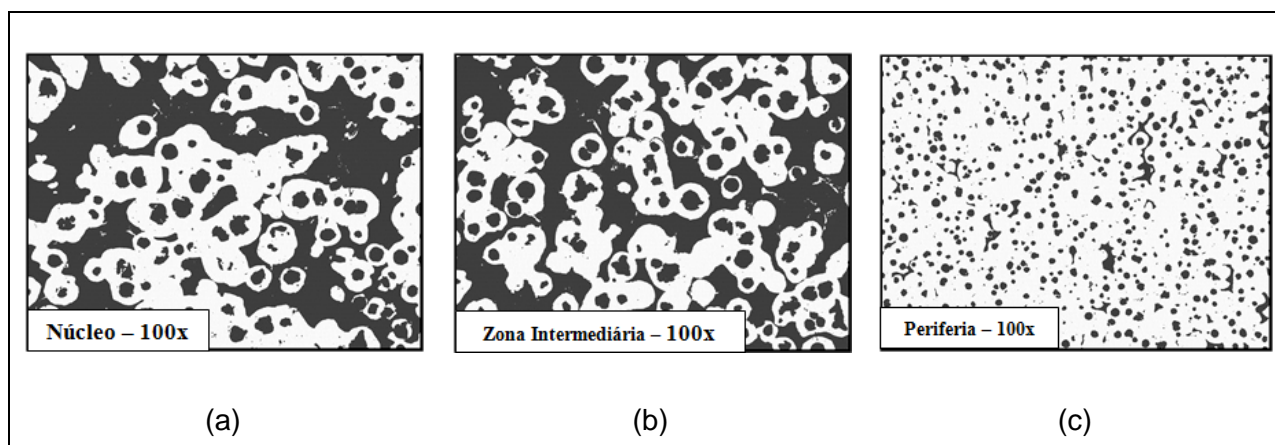 Núcleo – 100x
Zona Intermediária – 100x
Periferia – 100x
(a)
(b)
(c)